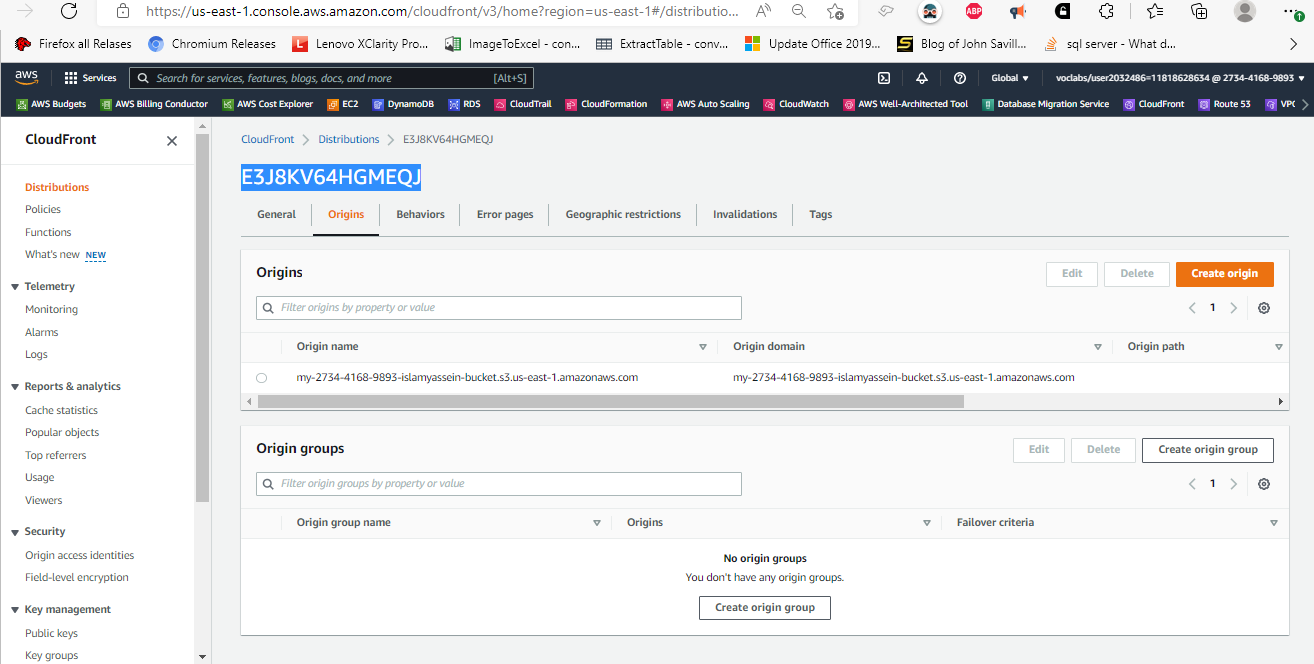 https://us-east-1.console.aws.amazon.com/cloudfront/v3/home?region=us-east-1#/distributio...
Firefox all Relases
Chromium Releases
Lenovo XClarity Pro...
ImageToExcel - con...
ExtractTable - conv...
Update Office 2019...
Blog of John Savill...
sql server - What d...
aws
Services
Search for services, features, blogs, docs, and more
[Alt+S]
Global
voclabs/user2032486=11818628634 @ 2734-4168-9893
AWS Budgets
AWS Billing Conductor
AWS Cost Explorer
EC2
DynamoDB
RDS
CloudTrail
CloudFormation
AWS Auto Scaling
CloudWatch
AWS Well-Architected Tool
Database Migration Service
CloudFront
Route 53
VPC
CloudFront
Distributions
Policies
Functions
What's new NEW
Telemetry
Monitoring
Alarms
Logs
Reports & analytics
Cache statistics
Popular objects
Top referrers
Usage
Viewers
Security
Origin access identities
Field-level encryption
Key management
Public keys
Key groups
CloudFront
Distributions
E3J8KV64HGMEQJ
E3J8KV64HGMEQJ
General
Origins
Behaviors
Error pages
Geographic restrictions
Invalidations
Tags
Origins
Edit
Delete
Create origin
Filter origins by property or value
1
Origin name
Origin domain
Origin path
my-2734-4168-9893-islamyassein-bucket.s3.us-east-1.amazonaws.com
my-2734-4168-9893-islamyassein-bucket.s3.us-east-1.amazonaws.com
Origin groups
Edit
Delete
Create origin group
Filter origin groups by property or value
1
Origin group name
Origins
Failover criteria
No origin groups
You don't have any origin groups.
Create origin group